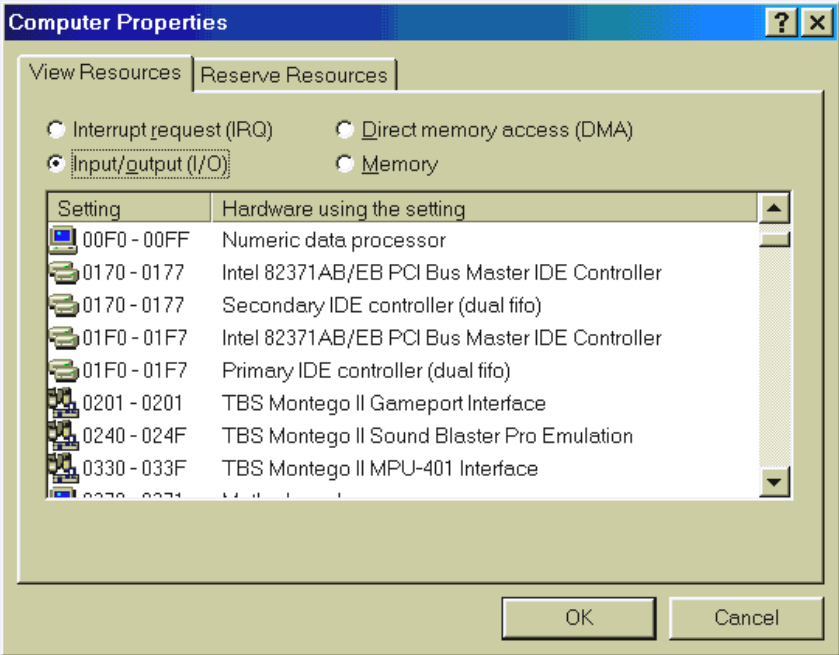 Computer Properties
View Resources Reserve Resources
Interrupt request (IRQ) Direct memory access (DMA)
Input/output (I/O) Memory
Setting Hardware using the setting
00F0 - 00FF Numeric data processor
0170 - 0177 Intel 82371AB/EB PCI Bus Master IDE Controller
0170 - 0177 Secondary IDE controller (dual fifo)
01F0 - 01F7 Intel 82371AB/EB PCI Bus Master IDE Controller
01F0 - 01F7 Primary IDE controller (dual fifo)
0201 - 0201 TBS Montego II Gameport Interface
0240 - 024F TBS Montego II Sound Blaster Pro Emulation
0330 - 033F TBS Montego II MPU-401 Interface
OK Cancel